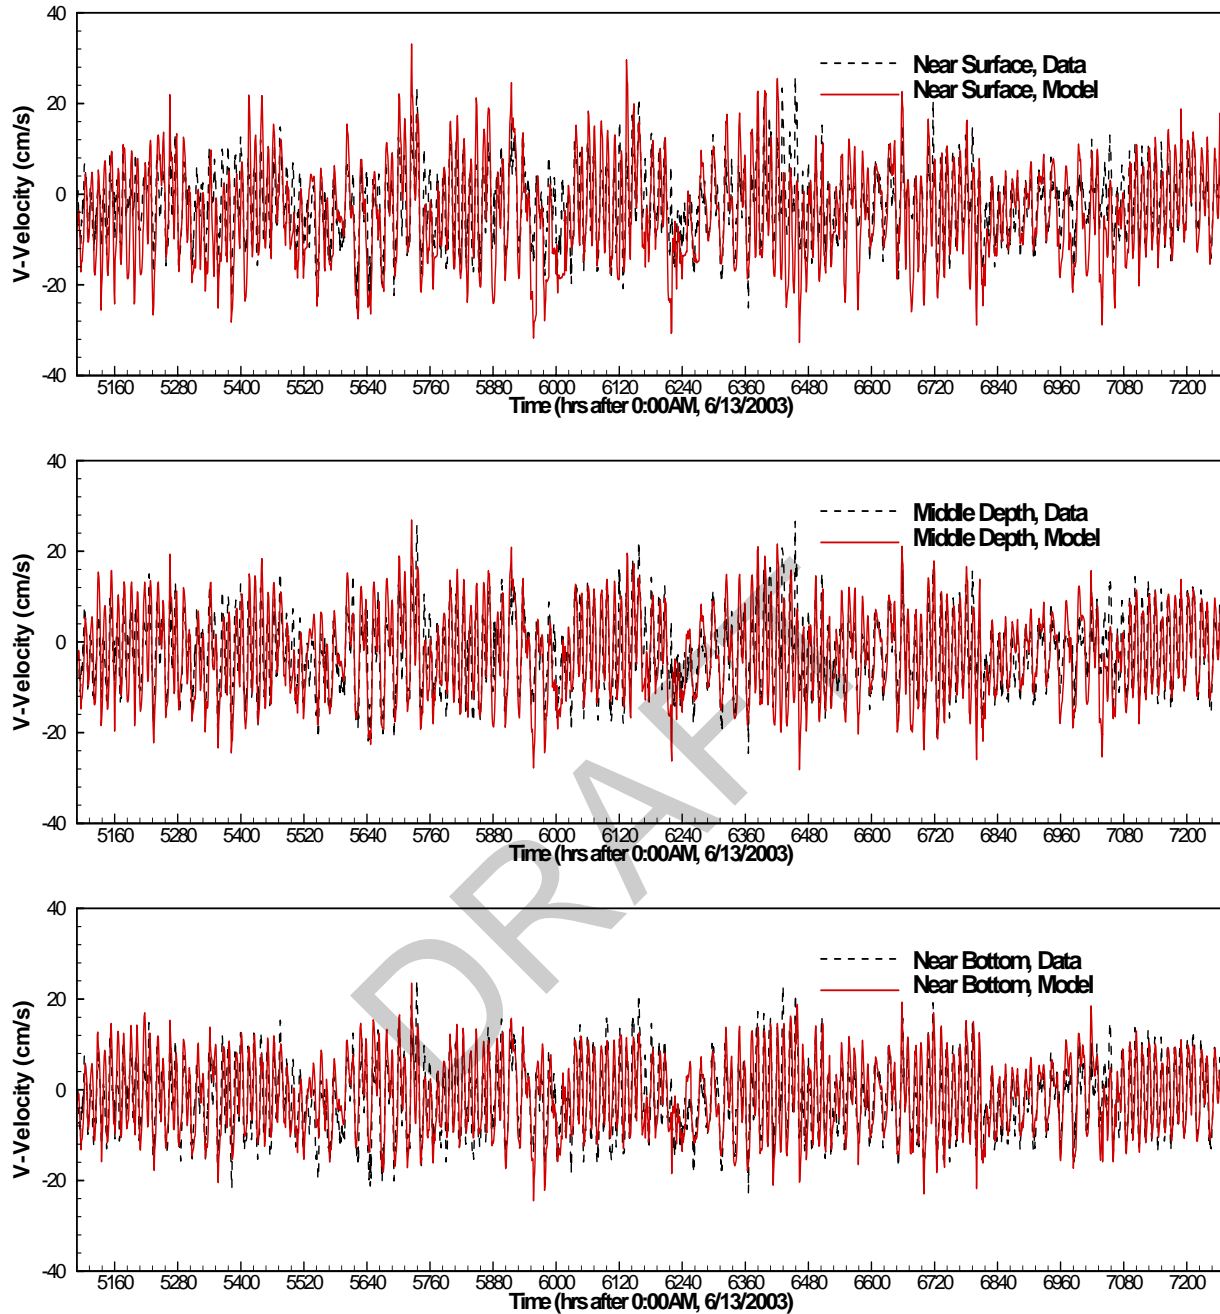 40
Near Surface, Data
Near Surface, Model
20
0
-20
-40
V-Velocity (cm/s)
5160 5280 5400 5520 5640 5760 5880 6000 6120 6240 6360 6480 6600 6720 6840 6960 7080 7200
Time (hrs after 0:00AM, 6/13/2003)
40
Middle Depth, Data
Middle Depth, Model
20
0
-20
-40
V-Velocity (cm/s)
5160 5280 5400 5520 5640 5760 5880 6000 6120 6240 6360 6480 6600 6720 6840 6960 7080 7200
Time (hrs after 0:00AM, 6/13/2003)
DRAFT
40
Near Bottom, Data
Near Bottom, Model
20
0
-20
-40
V-Velocity (cm/s)
5160 5280 5400 5520 5640 5760 5880 6000 6120 6240 6360 6480 6600 6720 6840 6960 7080 7200
Time (hrs after 0:00AM, 6/13/2003)